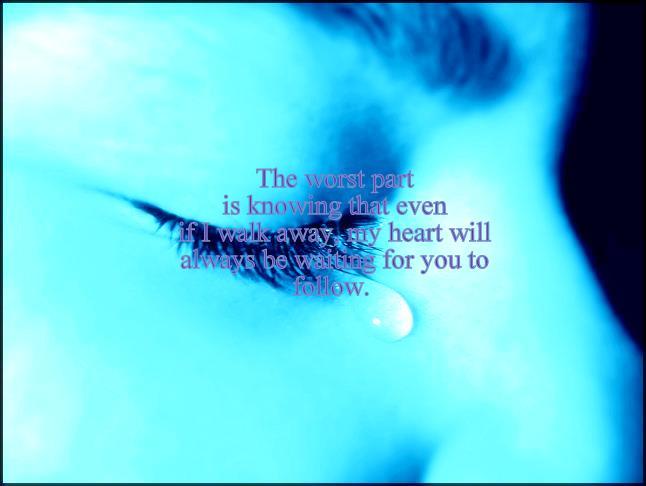 The worst part
is knowing that even
if I walk away, my heart will
always be waiting for you to
follow.